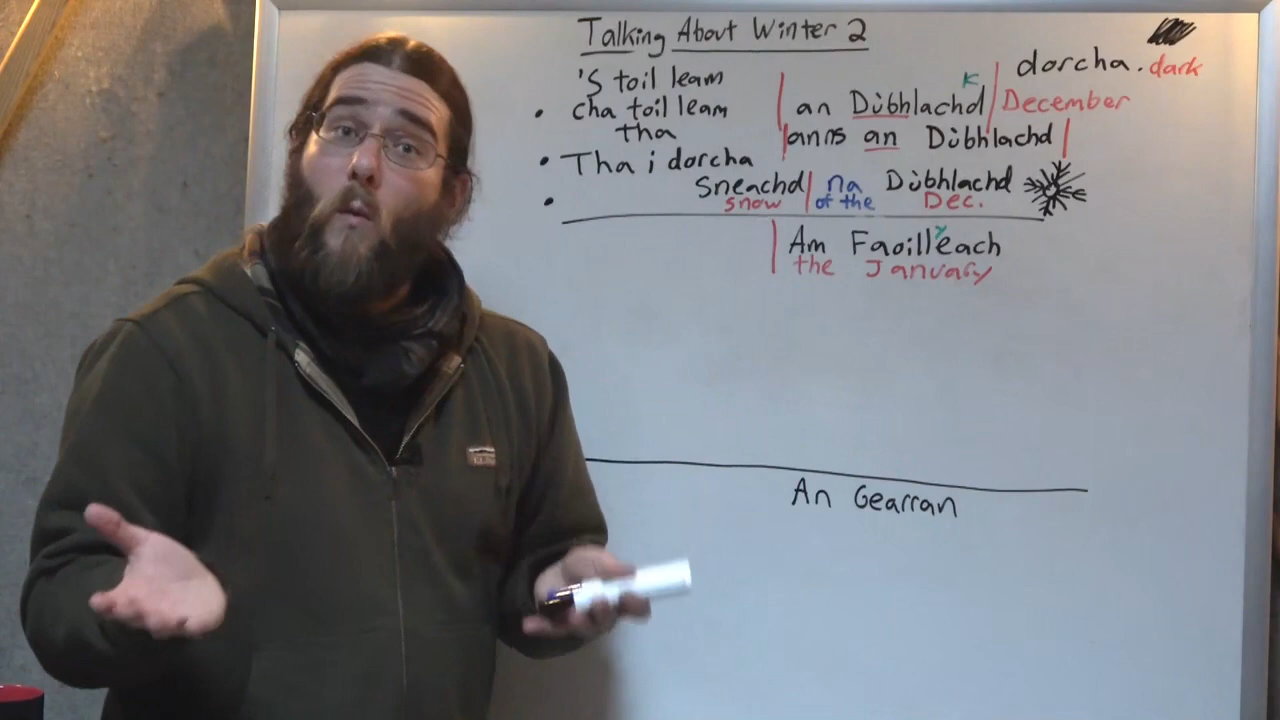 Talking About Winter 2
dorcha. dark
'S toil leam
k
• cha toil leam | an Dùbhlachd | December
tha | anns an Dùbhlachd |
• Tha i dorcha
• Sneachd | na Dùbhlachd
snow of the Dec.
y
| Am Faoilleach
the January
An Gearran